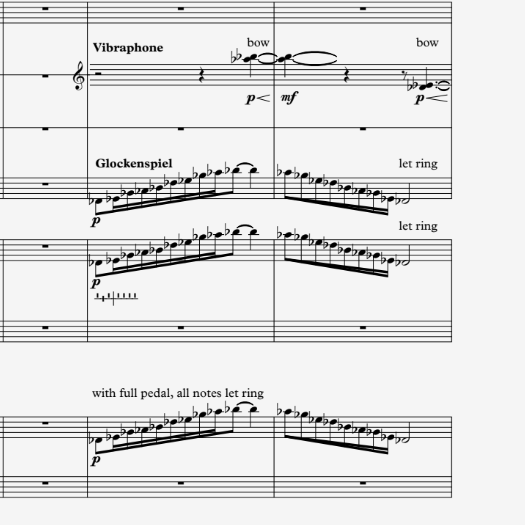 bow
bow
Vibraphone
p
mf
p
Glockenspiel
let ring
p
let ring
p
with full pedal, all notes let ring
p